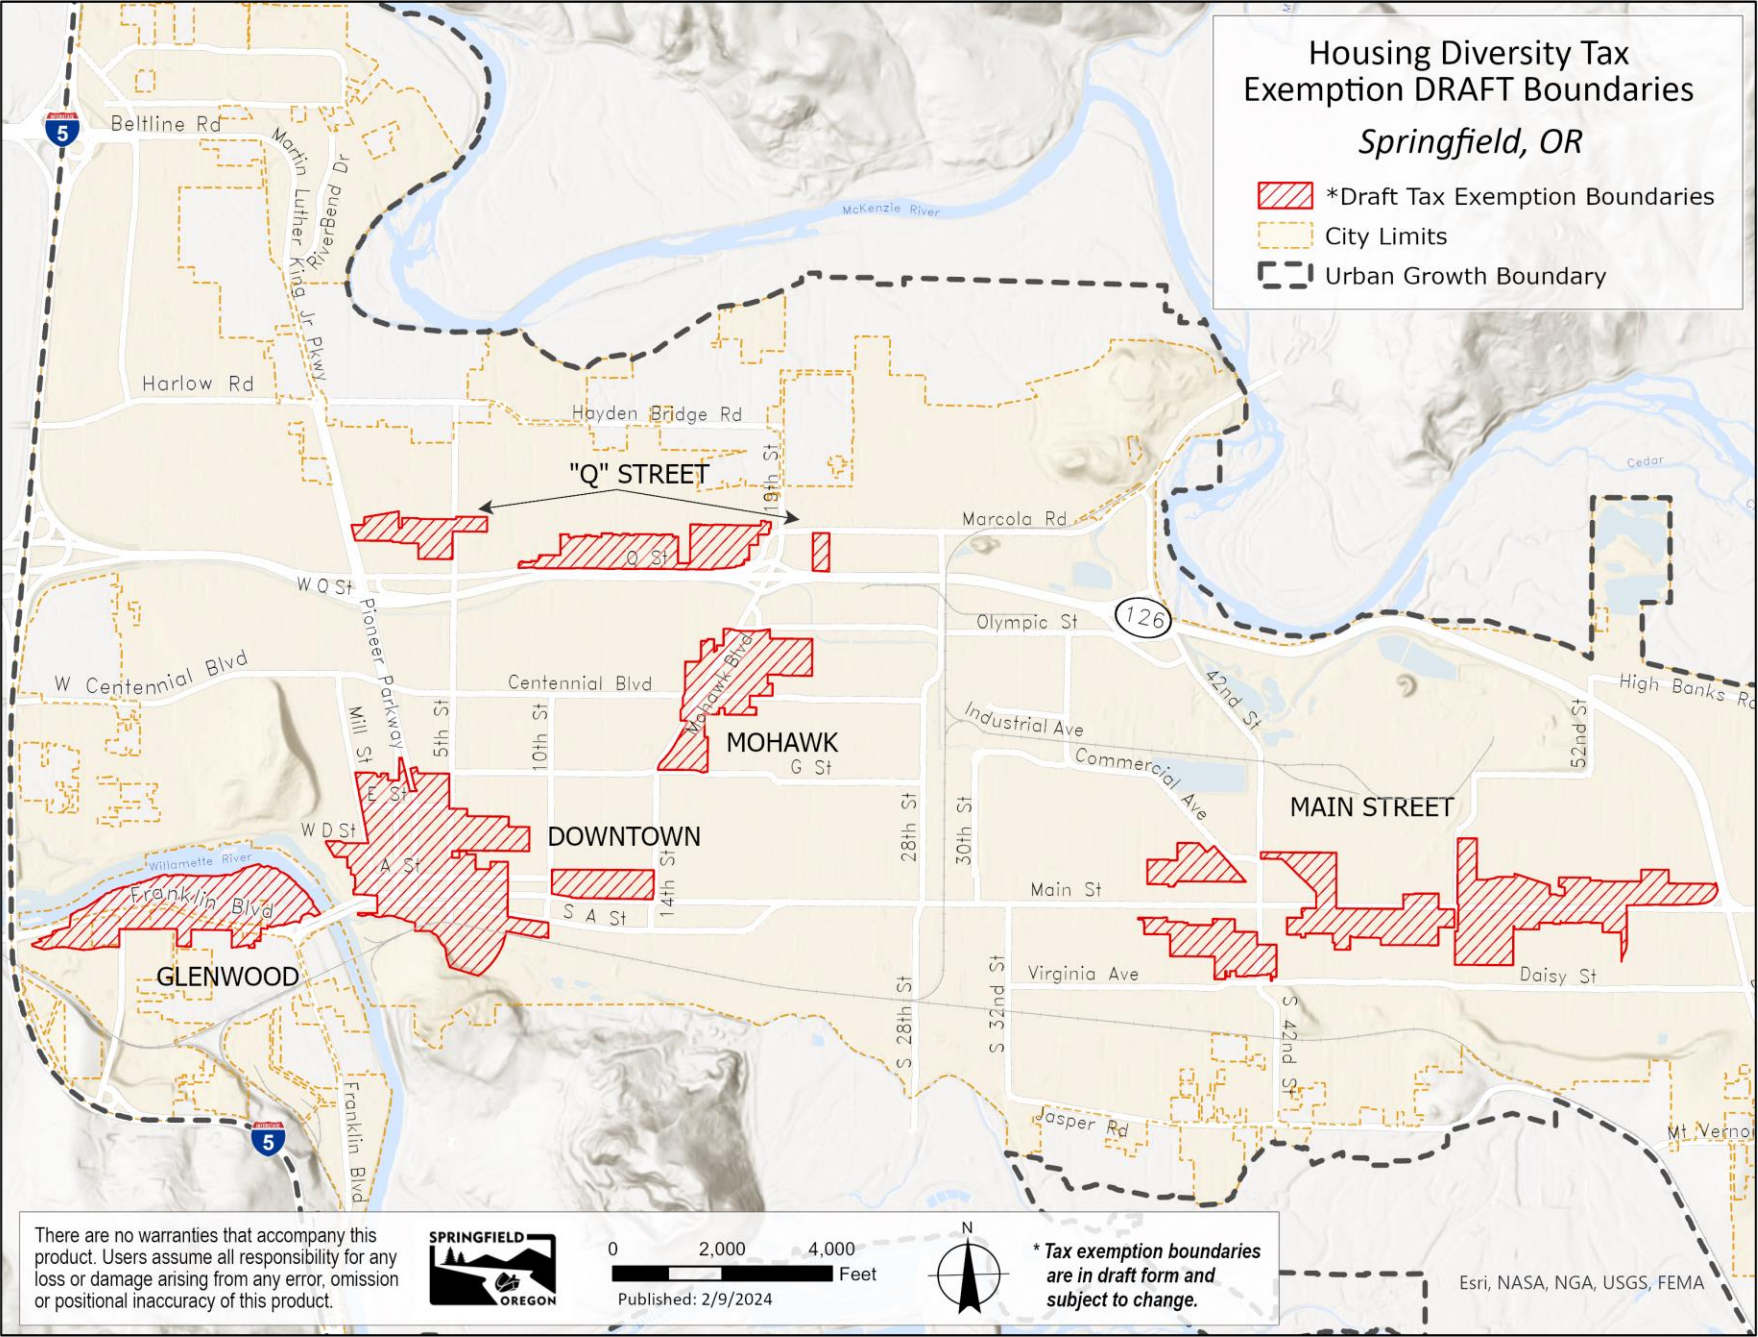 Housing Diversity Tax
Exemption DRAFT Boundaries
Springfield, OR
*Draft Tax Exemption Boundaries
City Limits
Urban Growth Boundary
INTERSTATE
5
Beltline Rd
Martin Luther King Jr Pkwy
RiverBend Dr
McKenzie River
Harlow Rd
Hayden Bridge Rd
"Q" STREET
19th St
Marcola Rd
Cedar
Q St
W Q St
Pioneer Parkway
126
Olympic St
W Centennial Blvd
Centennial Blvd
Mohawk Blvd
42nd St
High Banks R
Mill St
5th St
10th St
MOHAWK
G St
Industrial Ave
Commercial Ave
52nd St
E St
W D St
DOWNTOWN
MAIN STREET
28th St
30th St
Willamette River
A St
14th St
Main St
Franklin Blvd
S A St
GLENWOOD
Virginia Ave
Daisy St
S 28th St
S 32nd St
S 42nd St
Franklin Blvd
Jasper Rd
Mt Verno
INTERSTATE
5
There are no warranties that accompany this
product. Users assume all responsibility for any
loss or damage arising from any error, omission
or positional inaccuracy of this product.
SPRINGFIELD
OREGON
0 2,000 4,000
Feet
Published: 2/9/2024
N
* Tax exemption boundaries
are in draft form and
subject to change.
Esri, NASA, NGA, USGS, FEMA